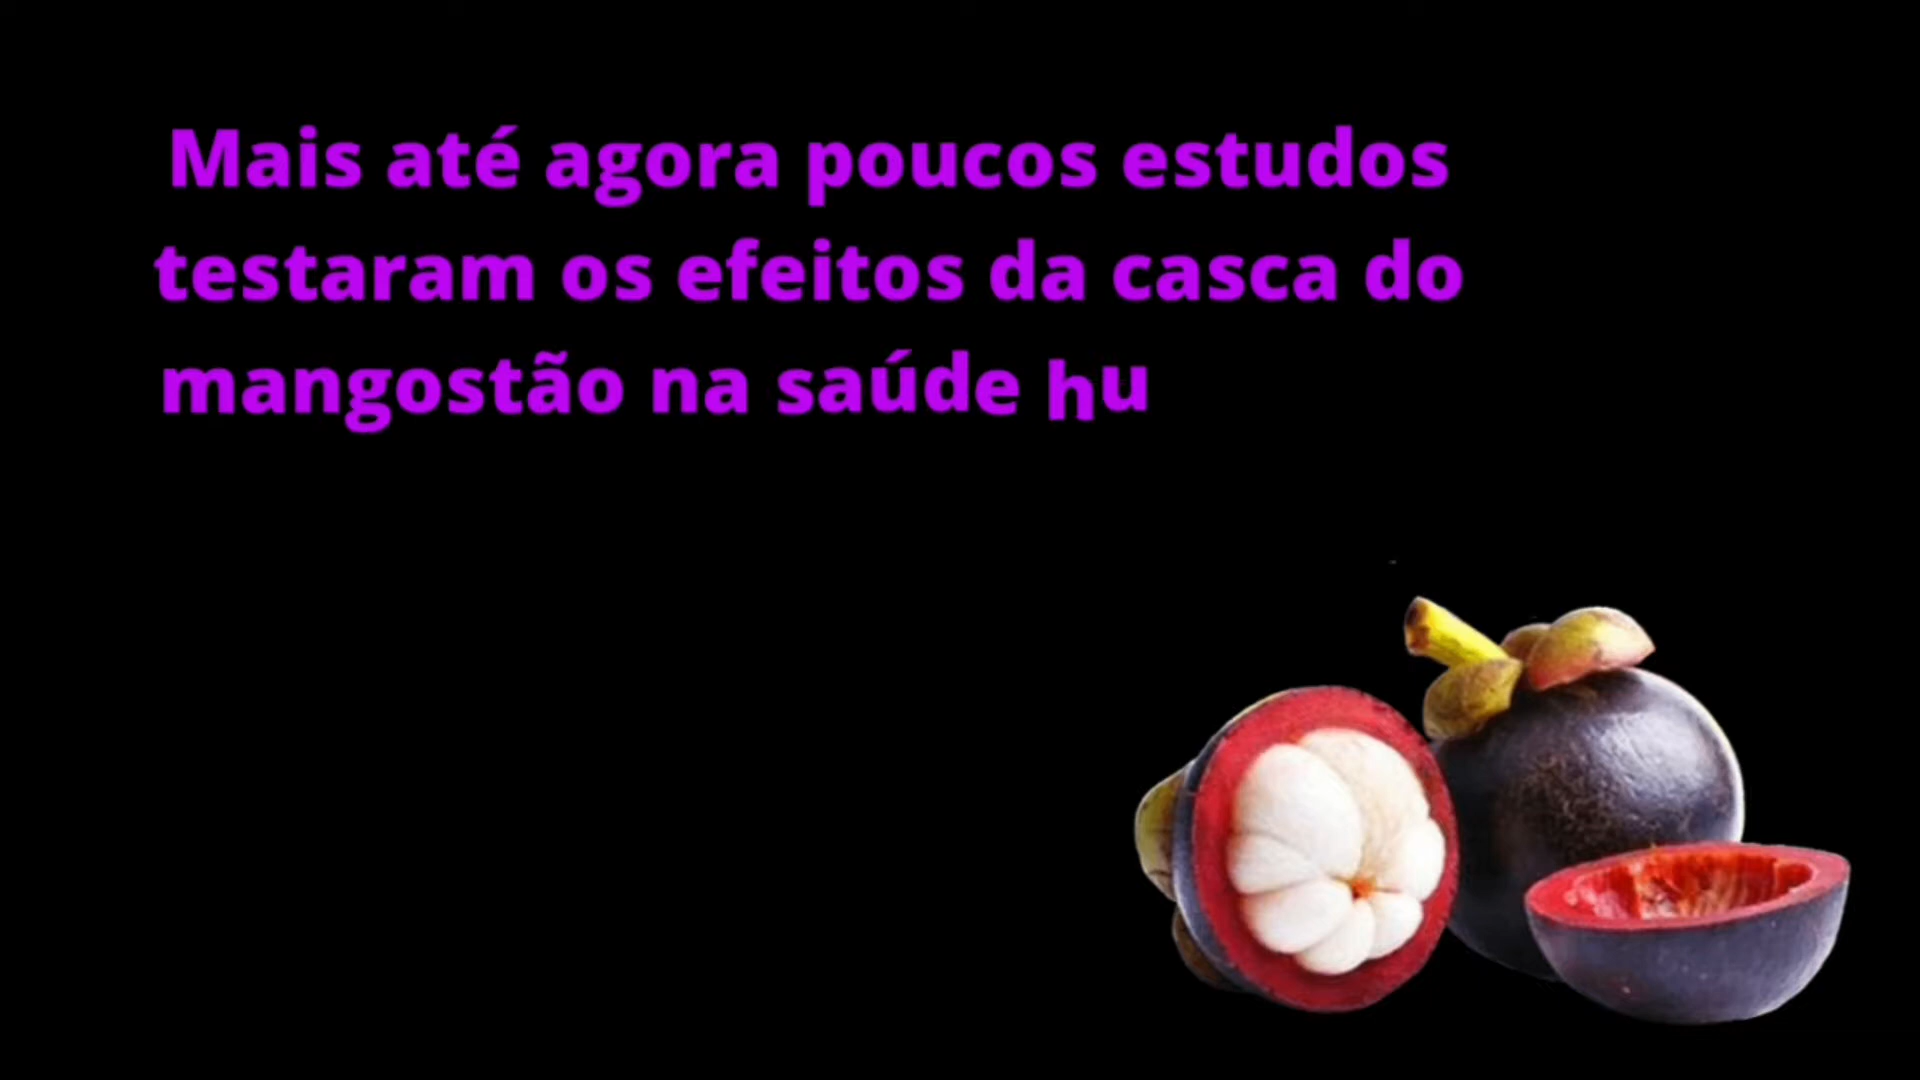 Mais até agora poucos estudos
testaram os efeitos da casca do
mangostão na saúde hu